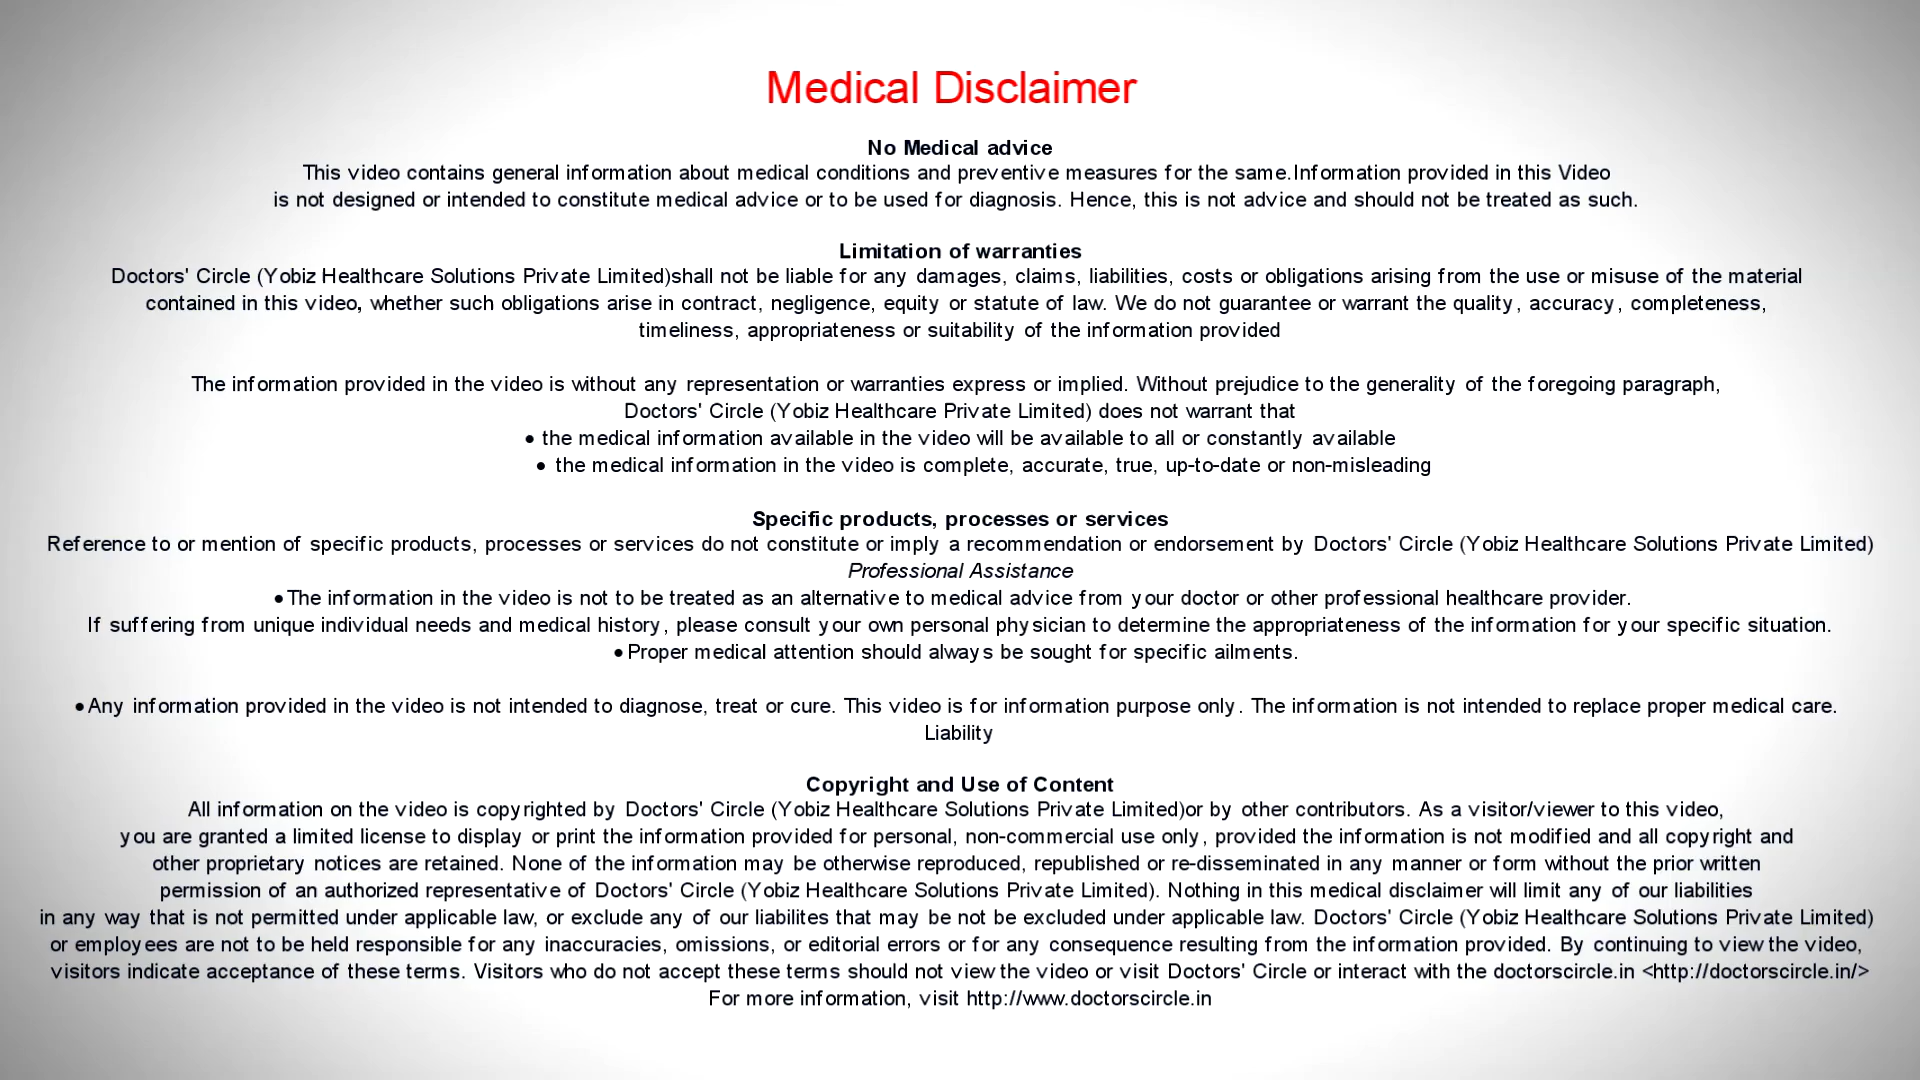 Medical Disclaimer
No Medical advice
This video contains general information about medical conditions and preventive measures for the same.Information provided in this Video
is not designed or intended to constitute medical advice or to be used for diagnosis. Hence, this is not advice and should not be treated as such.
Limitation of warranties
Doctors' Circle (Yobiz Healthcare Solutions Private Limited)shall not be liable for any damages, claims, liabilities, costs or obligations arising from the use or misuse of the material
contained in this video, whether such obligations arise in contract, negligence, equity or statute of law. We do not guarantee or warrant the quality, accuracy, completeness,
timeliness, appropriateness or suitability of the information provided
The information provided in the video is without any representation or warranties express or implied. Without prejudice to the generality of the foregoing paragraph,
Doctors' Circle (Yobiz Healthcare Private Limited) does not warrant that
• the medical information available in the video will be available to all or constantly available
• the medical information in the video is complete, accurate, true, up-to-date or non-misleading
Specific products, processes or services
Reference to or mention of specific products, processes or services do not constitute or imply a recommendation or endorsement by Doctors' Circle (Yobiz Healthcare Solutions Private Limited)
Professional Assistance
•The information in the video is not to be treated as an alternative to medical advice from your doctor or other professional healthcare provider.
If suffering from unique individual needs and medical history, please consult your own personal physician to determine the appropriateness of the information for your specific situation.
•Proper medical attention should always be sought for specific ailments.
•Any information provided in the video is not intended to diagnose, treat or cure. This video is for information purpose only. The information is not intended to replace proper medical care.
Liability
Copyright and Use of Content
All information on the video is copyrighted by Doctors' Circle (Yobiz Healthcare Solutions Private Limited)or by other contributors. As a visitor/viewer to this video,
you are granted a limited license to display or print the information provided for personal, non-commercial use only, provided the information is not modified and all copyright and
other proprietary notices are retained. None of the information may be otherwise reproduced, republished or re-disseminated in any manner or form without the prior written
permission of an authorized representative of Doctors' Circle (Yobiz Healthcare Solutions Private Limited). Nothing in this medical disclaimer will limit any of our liabilities
in any way that is not permitted under applicable law, or exclude any of our liabilites that may be not be excluded under applicable law. Doctors' Circle (Yobiz Healthcare Solutions Private Limited)
or employees are not to be held responsible for any inaccuracies, omissions, or editorial errors or for any consequence resulting from the information provided. By continuing to view the video,
visitors indicate acceptance of these terms. Visitors who do not accept these terms should not view the video or visit Doctors' Circle or interact with the doctorscircle.in <http://doctorscircle.in/>
For more information, visit http://www.doctorscircle.in